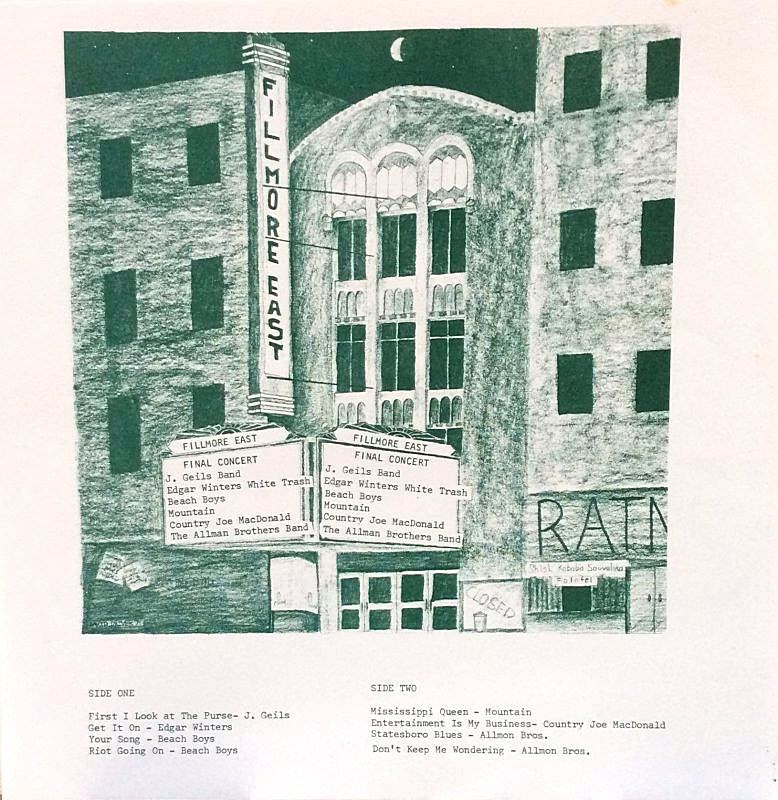 FILLMORE EAST
FILLMORE EAST
FINAL CONCERT
J. Geils Band
Edgar Winters White Trash
Beach Boys
Mountain
Country Joe MacDonald
The Allman Brothers Band
FILLMORE EAST
FINAL CONCERT
J. Geils Band
Edgar Winters White Trash
Beach Boys
Mountain
Country Joe MacDonald
The Allman Brothers Band
RATN
Shish Kababs Souvlakia
Falafel
CLOSED
SIDE ONE
First I Look at The Purse- J. Geils
Get It On - Edgar Winters
Your Song - Beach Boys
Riot Going On - Beach Boys
SIDE TWO
Mississippi Queen - Mountain
Entertainment Is My Business- Country Joe MacDonald
Statesboro Blues - Allmon Bros.
Don't Keep Me Wondering - Allmon Bros.